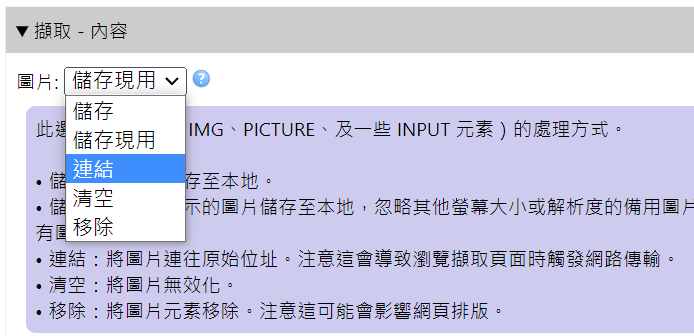 ▼擷取 - 內容
圖片: 儲存現用
儲存
儲存現用
連結
清空
移除
此選 IMG、PICTURE、及一些 INPUT 元素）的處理方式。
• 儲 存至本地。
• 儲 示的圖片儲存至本地，忽略其他螢幕大小或解析度的備用圖片
有圖
• 連結：將圖片連往原始位址。注意這會導致瀏覽擷取頁面時觸發網路傳輸。
• 清空：將圖片無效化。
• 移除：將圖片元素移除。注意這可能會影響網頁排版。